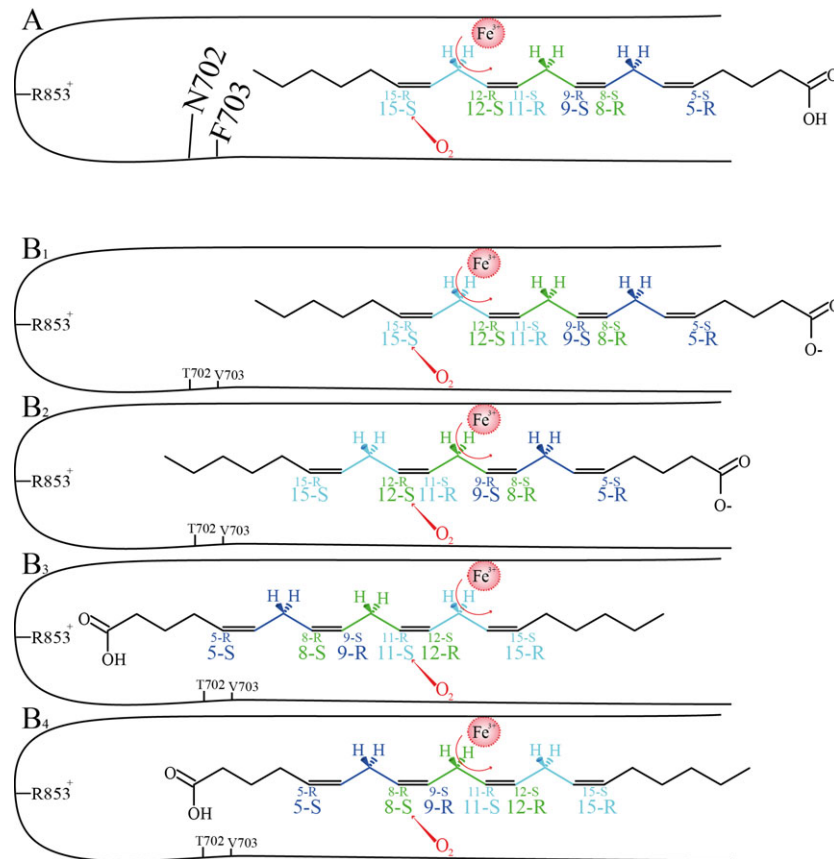 A
Fe3+
N702
F703
H H H H H H
O
R853+
OH
15-R 12-R 11-S 9-R 8-S 5-S
15-S 12-S 11-R 9-S 8-R 5-R
O2
B1
Fe3+
H H H H H H
O
R853+
O-
15-R 12-R 11-S 9-R 8-S 5-S
15-S 12-S 11-R 9-S 8-R 5-R
O2
T702 V703
B2
Fe3+
H H H H H H
O
R853+
O-
15-R 12-R 11-S 9-R 8-S 5-S
15-S 12-S 11-R 9-S 8-R 5-R
O2
T702 V703
B3
Fe3+
H H H H H H
O
R853+
OH
5-R 8-R 9-S 11-R 12-S 15-S
5-S 8-S 9-R 11-S 12-R 15-R
O2
T702 V703
B4
Fe3+
H H H H H H
O
R853+
OH
5-R 8-R 9-S 11-R 12-S 15-S
5-S 8-S 9-R 11-S 12-R 15-R
O2
T702 V703